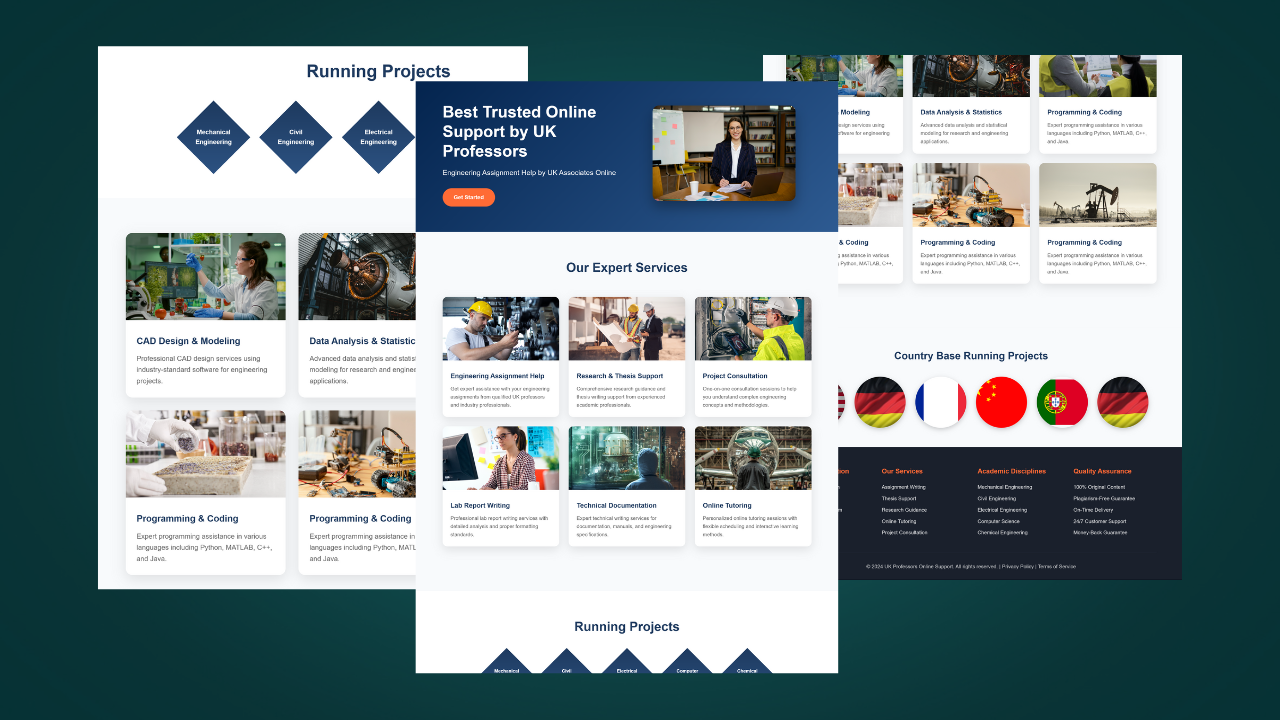 Running Projects
Mechanical
Engineering
Civil
Engineering
Electrical
Engineering
CAD Design & Modeling
Professional CAD design services using
industry-standard software for engineering
projects.
Data Analysis & Statistic
Advanced data analysis and statist
modeling for research and enginee
applications.
Programming & Coding
Expert programming assistance in various
languages including Python, MATLAB, C++,
and Java.
Programming & Coding
Expert programming assistance in
languages including Python, MATL
and Java.
Best Trusted Online
Support by UK
Professors
Engineering Assignment Help by UK Associates Online
Get Started
Our Expert Services
Engineering Assignment Help
Get expert assistance with your engineering
assignments from qualified UK professors
and industry professionals.
Research & Thesis Support
Comprehensive research guidance and
thesis writing support from experienced
academic professionals.
Project Consultation
One-on-one consultation sessions to help
you understand complex engineering
concepts and methodologies.
Lab Report Writing
Professional lab report writing services with
detailed analysis and proper formatting
standards.
Technical Documentation
Expert technical writing services for
documentation, manuals, and engineering
specifications.
Online Tutoring
Personalized online tutoring sessions with
flexible scheduling and interactive learning
methods.
Running Projects
Mechanical
Civil
Electrical
Computer
Chemical
Modeling
design services using
software for engineering
Data Analysis & Statistics
Advanced data analysis and statistical
modeling for research and engineering
applications.
Programming & Coding
Expert programming assistance in various
languages including Python, MATLAB, C++,
and Java.
& Coding
assistance in various
Python, MATLAB, C++,
Programming & Coding
Expert programming assistance in various
languages including Python, MATLAB, C++,
and Java.
Programming & Coding
Expert programming assistance in various
languages including Python, MATLAB, C++,
and Java.
Country Base Running Projects
Our Services
Assignment Writing
Thesis Support
Research Guidance
Online Tutoring
Project Consultation
Academic Disciplines
Mechanical Engineering
Civil Engineering
Electrical Engineering
Computer Science
Chemical Engineering
Quality Assurance
100% Original Content
Plagiarism-Free Guarantee
On-Time Delivery
24/7 Customer Support
Money-Back Guarantee
© 2024 UK Professors Online Support. All rights reserved. | Privacy Policy | Terms of Service